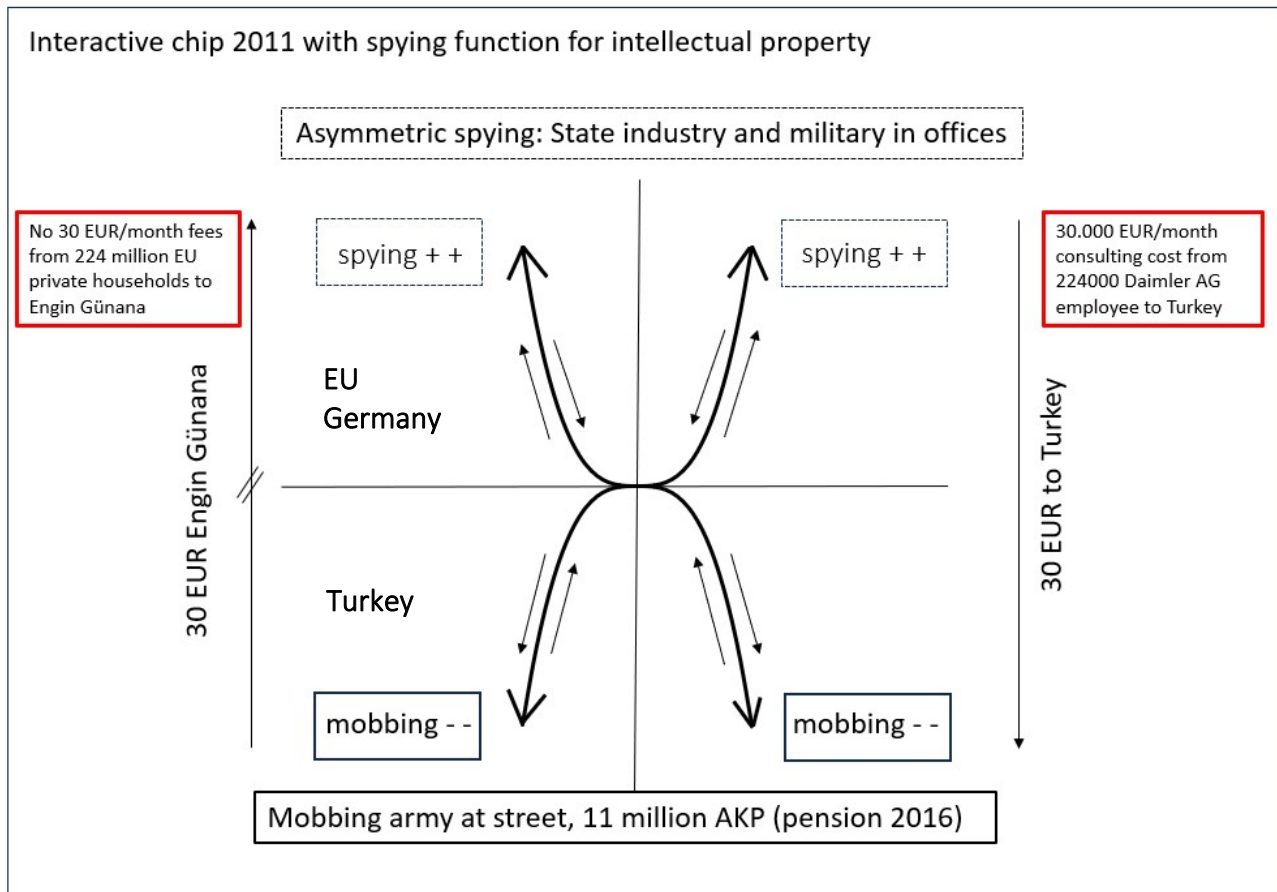 Interactive chip 2011 with spying function for intellectual property
Asymmetric spying: State industry and military in offices
No 30 EUR/month fees
from 224 million EU
private households to
Engin Günana
spying + +
spying + +
30.000 EUR/month
consulting cost from
224000 Daimler AG
employee to Turkey
EU
Germany
30 EUR Engin Günana
30 EUR to Turkey
Turkey
mobbing - -
mobbing - -
Mobbing army at street, 11 million AKP (pension 2016)